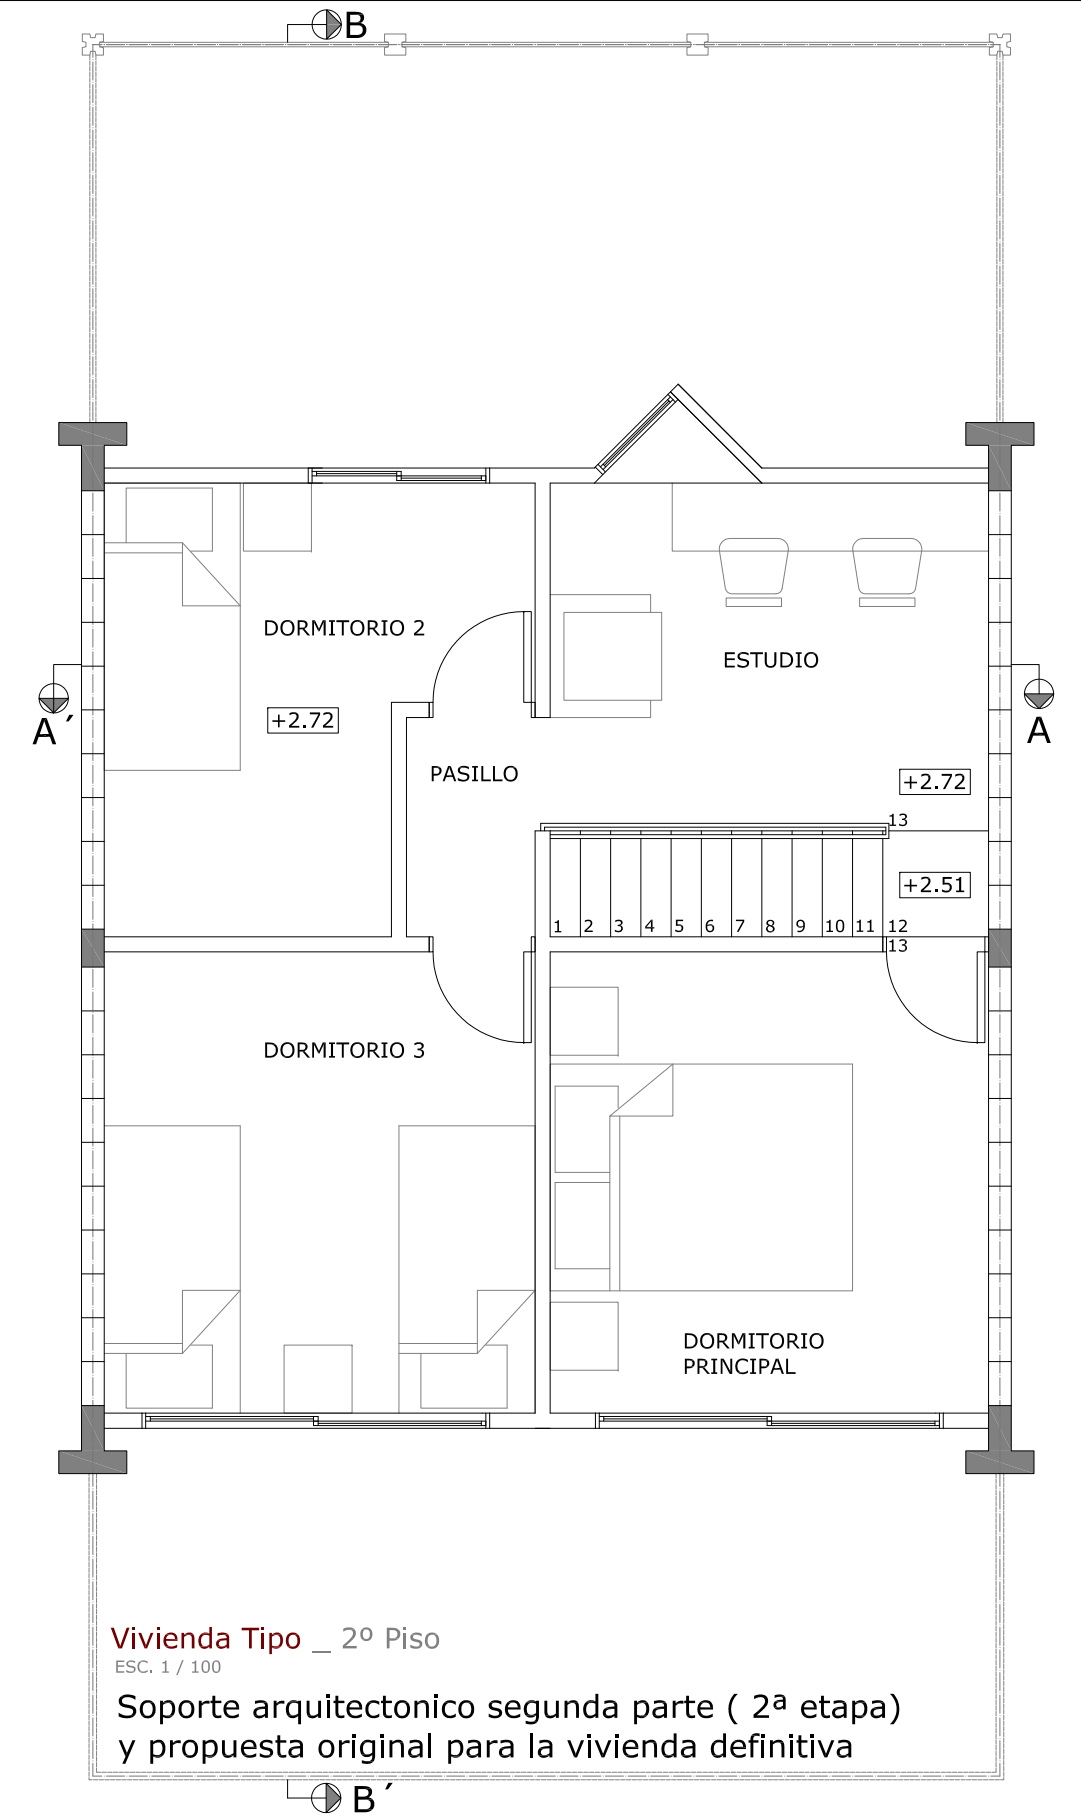 B
DORMITORIO 2
ESTUDIO
+2.72
A´
A
PASILLO
+2.72
13
+2.51
1 2 3 4 5 6 7 8 9 10 11 12
13
DORMITORIO 3
DORMITORIO
PRINCIPAL
Vivienda Tipo _ 2º Piso
ESC. 1 / 100
Soporte arquitectonico segunda parte ( 2ª etapa)
y propuesta original para la vivienda definitiva
B´